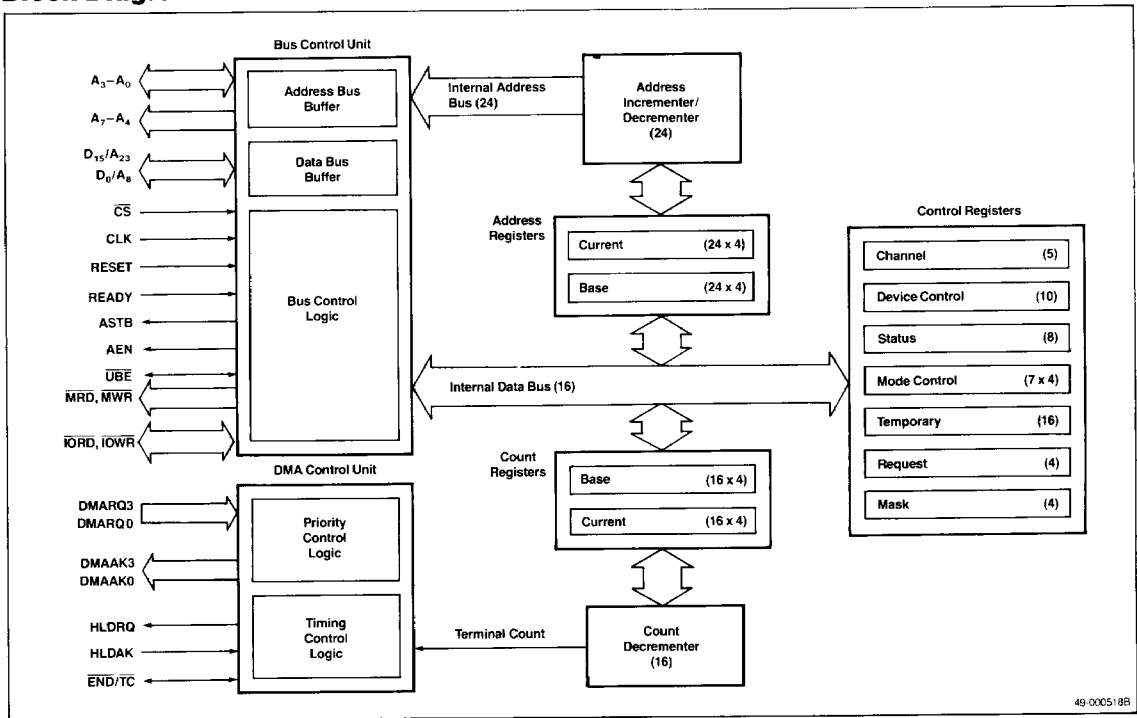 Bus Control Unit
A3–A0
A7–A4
D15/A23
D0/A8
CS
CLK
RESET
READY
ASTB
AEN
UBE
MRD, MWR
IORD, IOWR
Address Bus
Buffer
Data Bus
Buffer
Bus Control
Logic
Internal Address
Bus (24)
Address
Incrementer/
Decrementer
(24)
Address
Registers
Current (24 x 4)
Base (24 x 4)
Internal Data Bus (16)
Control Registers
Channel (5)
Device Control (10)
Status (8)
Mode Control (7 x 4)
Temporary (16)
Request (4)
Mask (4)
Count
Registers
Base (16 x 4)
Current (16 x 4)
DMA Control Unit
DMARQ3
DMARQ0
DMAAK3
DMAAK0
HLDRQ
HLDAK
END/TC
Priority
Control
Logic
Timing
Control
Logic
Terminal Count
Count
Decrementer
(16)
49-000518B